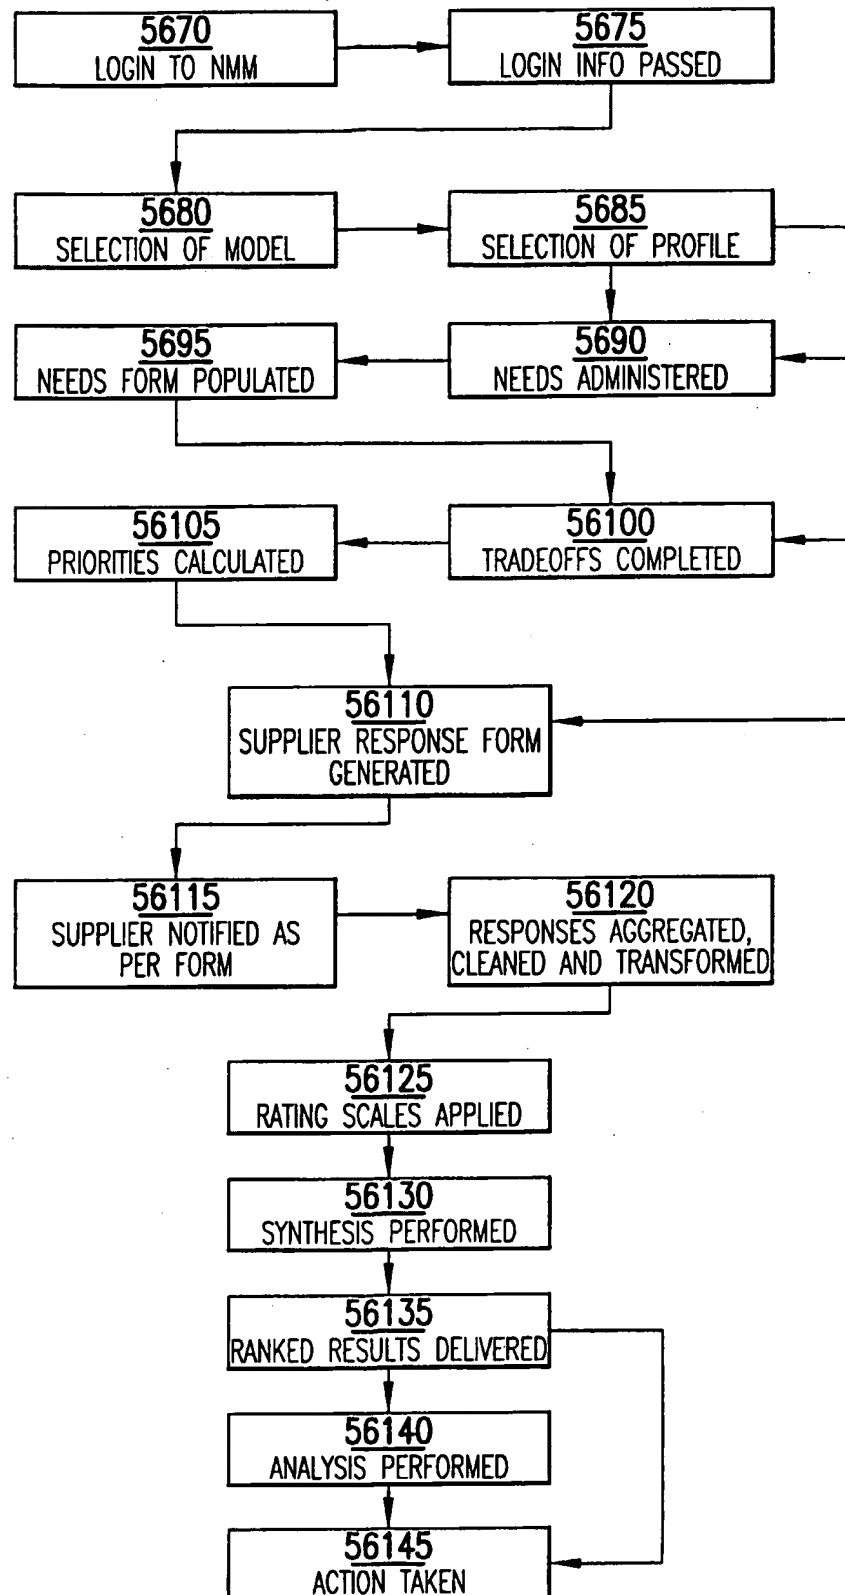 5670
LOGIN TO NMM
5675
LOGIN INFO PASSED
5680
SELECTION OF MODEL
5685
SELECTION OF PROFILE
5695
NEEDS FORM POPULATED
5690
NEEDS ADMINISTERED
56105
PRIORITIES CALCULATED
56100
TRADEOFFS COMPLETED
56110
SUPPLIER RESPONSE FORM
GENERATED
56115
SUPPLIER NOTIFIED AS
PER FORM
56120
RESPONSES AGGREGATED,
CLEANED AND TRANSFORMED
56125
RATING SCALES APPLIED
56130
SYNTHESIS PERFORMED
56135
RANKED RESULTS DELIVERED
56140
ANALYSIS PERFORMED
56145
ACTION TAKEN